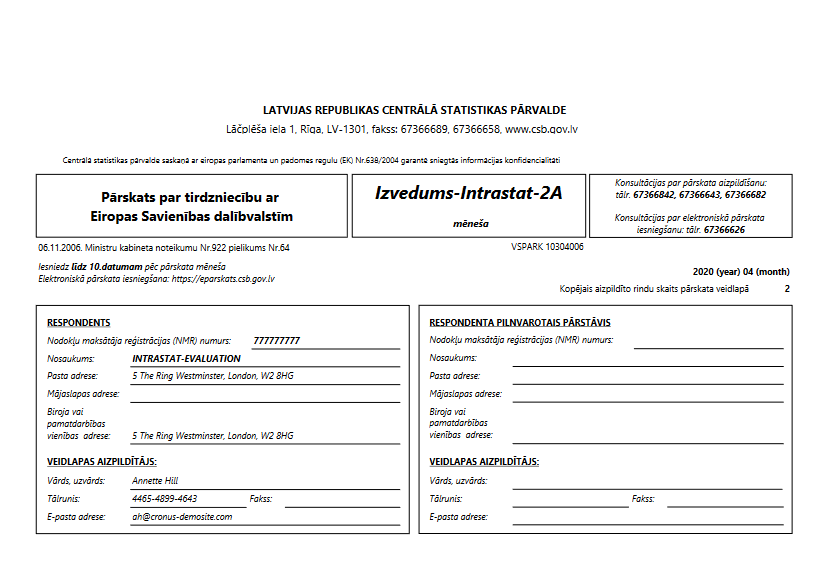 LATVIJAS REPUBLIKAS CENTRĀLĀ STATISTIKAS PĀRVALDE
Lāčplēša iela 1, Rīga, LV-1301, fakss: 67366689, 67366658, www.csb.gov.lv
Centrālā statistikas pārvalde saskaņā ar eiropas parlamenta un padomes regulu (EK) Nr.638/2004 garantē sniegtās informācijas konfidencialitāti
Pārskats par tirdzniecību ar
Eiropas Savienības dalībvalstīm
Izvedums-Intrastat-2A
mēneša
Konsultācijas par pārskata aizpildīšanu:
tālr. 67366842, 67366643, 67366682
Konsultācijas par elektroniskā pārskata
iesniegšanu: tālr. 67366626
06.11.2006. Ministru kabineta noteikumu Nr.922 pielikums Nr.64
VSPARK 10304006
Iesniedz līdz 10.datumam pēc pārskata mēneša
Elektroniskā pārskata iesniegšana: https://eparskats.csb.gov.lv
2020 (year) 04 (month)
Kopējais aizpildīto rindu skaits pārskata veidlapā 2
RESPONDENTS
Nodokļu maksātāja reģistrācijas (NMR) numurs: 777777777
Nosaukums: INTRASTAT-EVALUATION
Pasta adrese: 5 The Ring Westminster, London, W2 8HG
Mājaslapas adrese:
Biroja vai
pamatdarbības
vienības adrese: 5 The Ring Westminster, London, W2 8HG
VEIDLAPAS AIZPILDĪTĀJS:
Vārds, uzvārds: Annette Hill
Tālrunis: 4465-4899-4643 Fakss:
E-pasta adrese: ah@cronus-demosite.com
RESPONDENTA PILNVAROTAIS PĀRSTĀVIS
Nodokļu maksātāja reģistrācijas (NMR) numurs:
Nosaukums:
Pasta adrese:
Mājaslapas adrese:
Biroja vai
pamatdarbības
vienības adrese:
VEIDLAPAS AIZPILDĪTĀJS:
Vārds, uzvārds:
Tālrunis: Fakss:
E-pasta adrese: